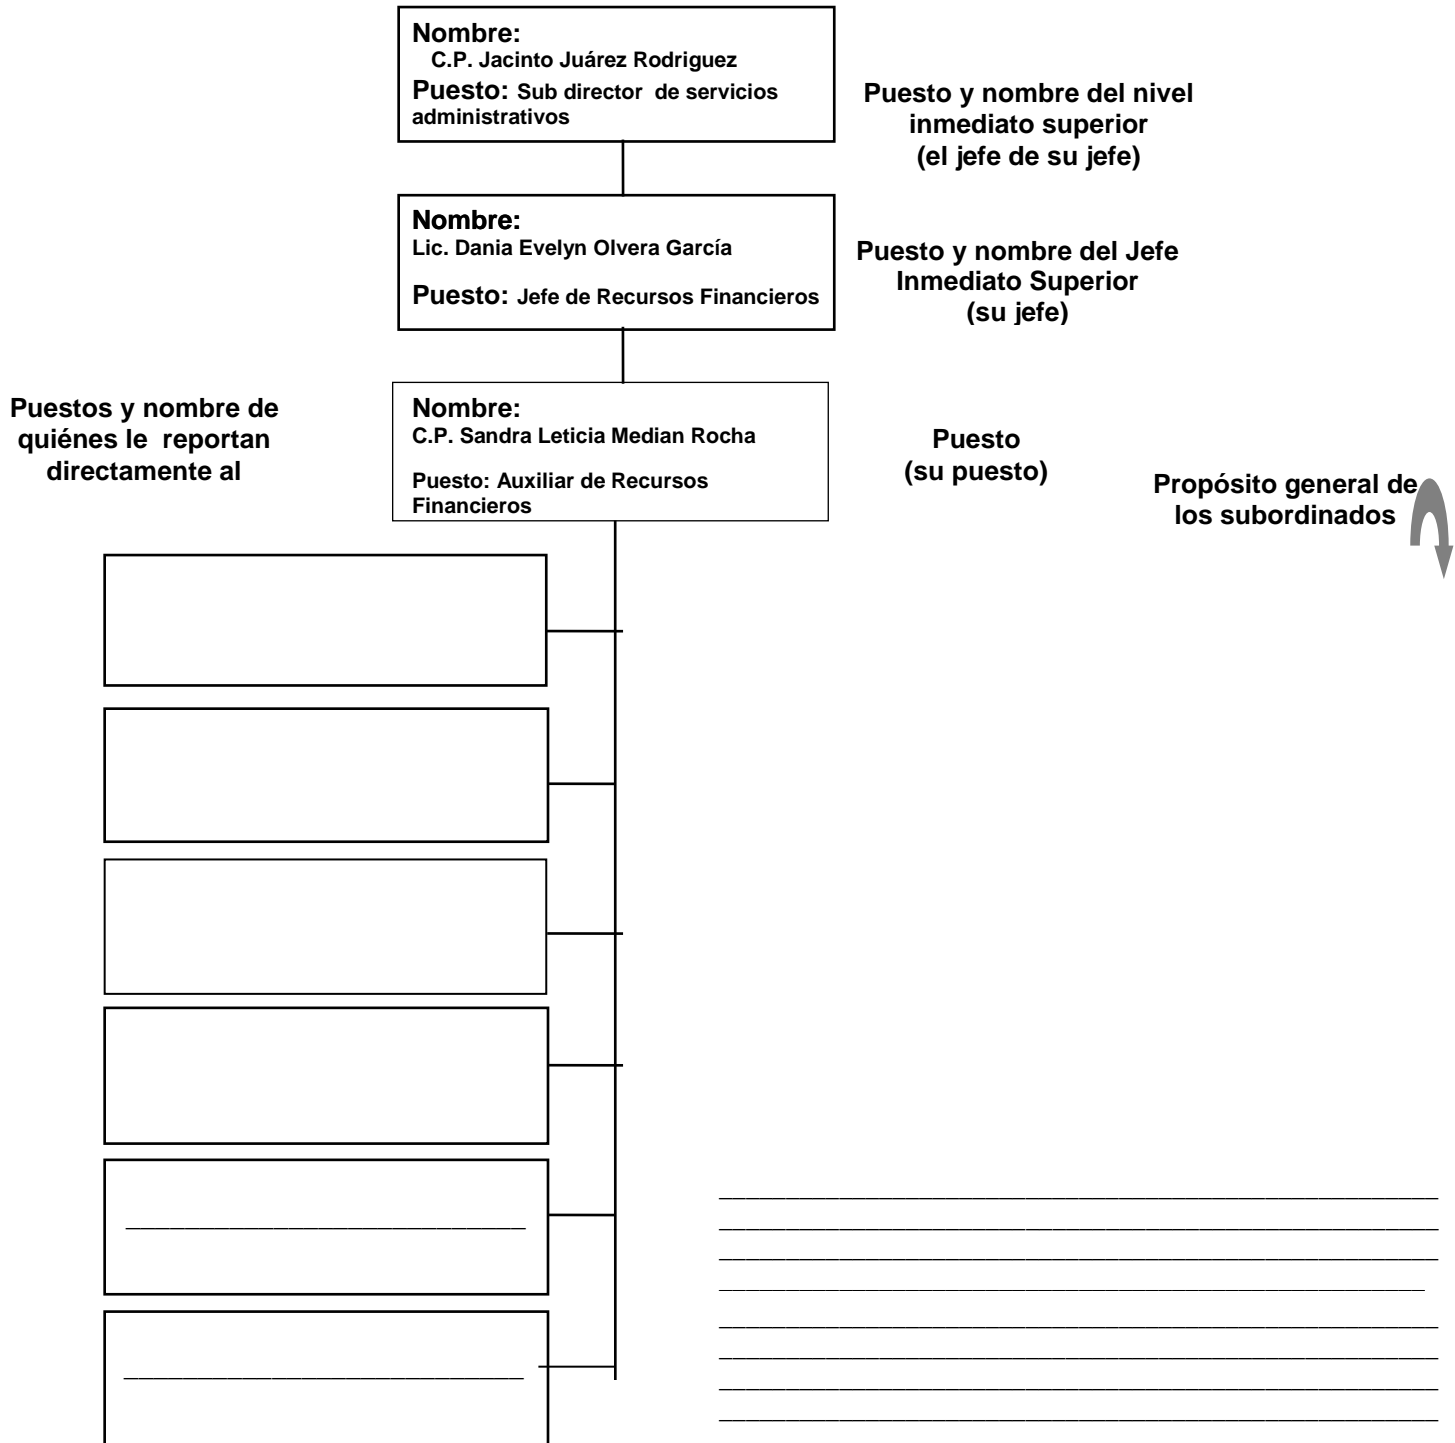 Nombre:
C.P. Jacinto Juárez Rodriguez
Puesto: Sub director de servicios
administrativos
Puesto y nombre del nivel
inmediato superior
(el jefe de su jefe)
Nombre:
Lic. Dania Evelyn Olvera García
Puesto: Jefe de Recursos Financieros
Puesto y nombre del Jefe
Inmediato Superior
(su jefe)
Puestos y nombre de
quiénes le reportan
directamente al
Nombre:
C.P. Sandra Leticia Median Rocha
Puesto: Auxiliar de Recursos
Financieros
Puesto
(su puesto)
Propósito general de
los subordinados